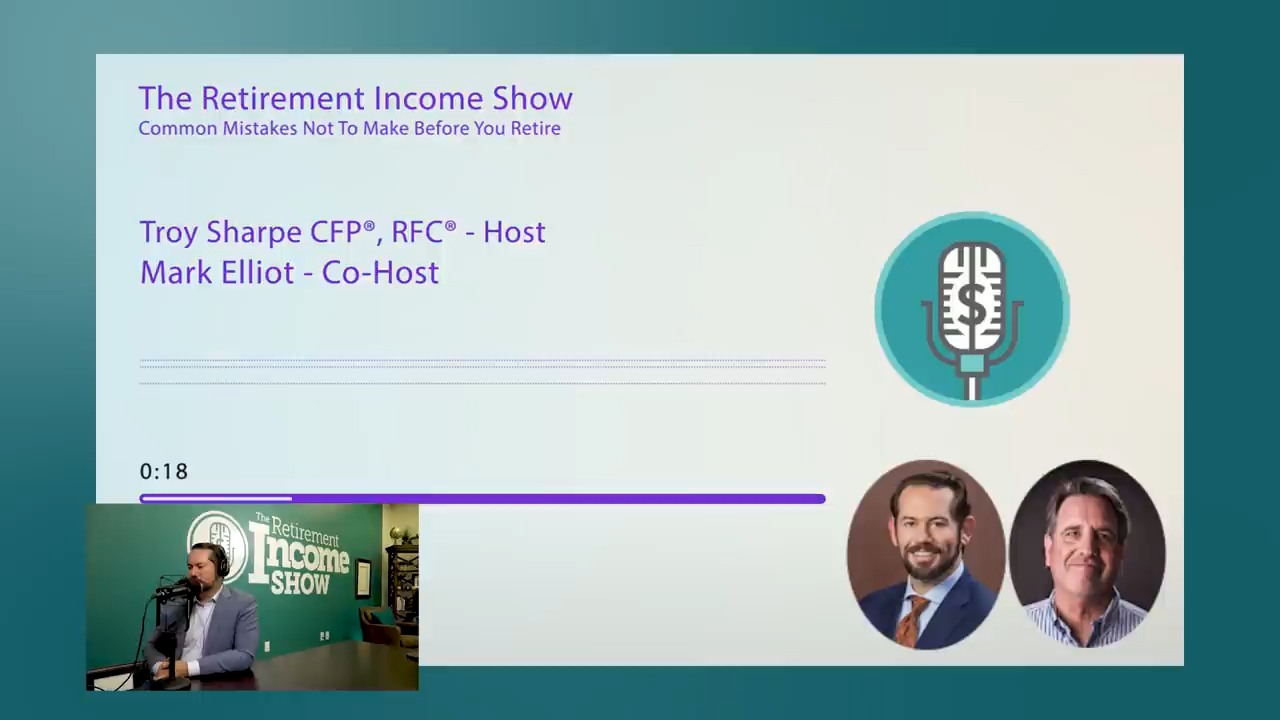 The Retirement Income Show
Common Mistakes Not To Make Before You Retire
Troy Sharpe CFP®, RFC® - Host
Mark Elliot - Co-Host
$
0:18
The Retirement
Income
SHOW